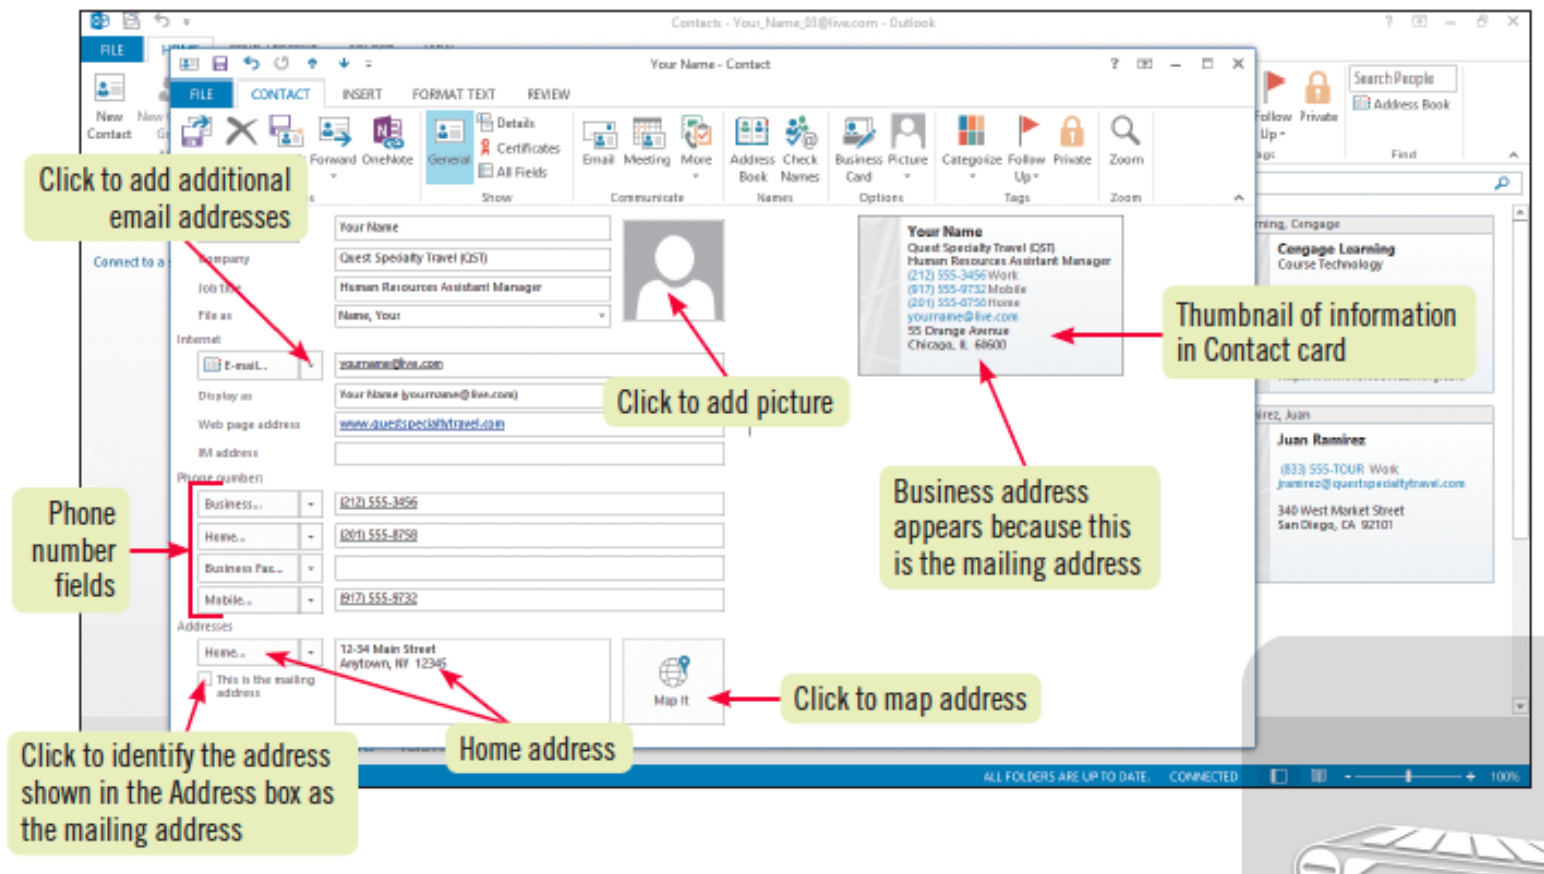 Contacts - Your_Name_03@live.com - Outlook
FILE
New Contact
Connect to a
Your Name - Contact
FILE CONTACT INSERT FORMAT TEXT REVIEW
OneNote
General
Details
Certificates
All Fields
Show
Email Meeting More
Communicate
Address Book
Check Names
Names
Business Card
Picture
Options
Categorize
Follow Up
Private
Tags
Zoom
Zoom
Private
Search People
Address Book
Find
Click to add additional
email addresses
Your Name
Company
Quest Specialty Travel (QST)
Job title
Human Resources Assistant Manager
File as
Name, Your
Internet
E-mail...
yourname@live.com
Display as
Your Name (yourname@live.com)
Web page address
www.questspecialtytravel.com
IM address
Phone numbers
Business...
(212) 555-3456
Home...
(201) 555-8758
Business Fax...
Mobile...
(917) 555-9732
Addresses
Home...
12-34 Main Street
Anytown, NY 12345
This is the mailing
address
Map It
Your Name
Quest Specialty Travel (QST)
Human Resources Assistant Manager
(212) 555-3456 Work
(917) 555-9732 Mobile
(201) 555-8758 Home
yourname@live.com
55 Orange Avenue
Chicago, IL 60600
Cengage
Cengage Learning
Course Technology
Juan
Juan Ramirez
(833) 555-TOUR Work
jramirez@questspecialtytravel.com
340 West Market Street
San Diego, CA 92101
Thumbnail of information
in Contact card
Click to add picture
Business address
appears because this
is the mailing address
Phone
number
fields
Click to map address
Home address
Click to identify the address
shown in the Address box as
the mailing address
ALL FOLDERS ARE UP TO DATE. CONNECTED 100%